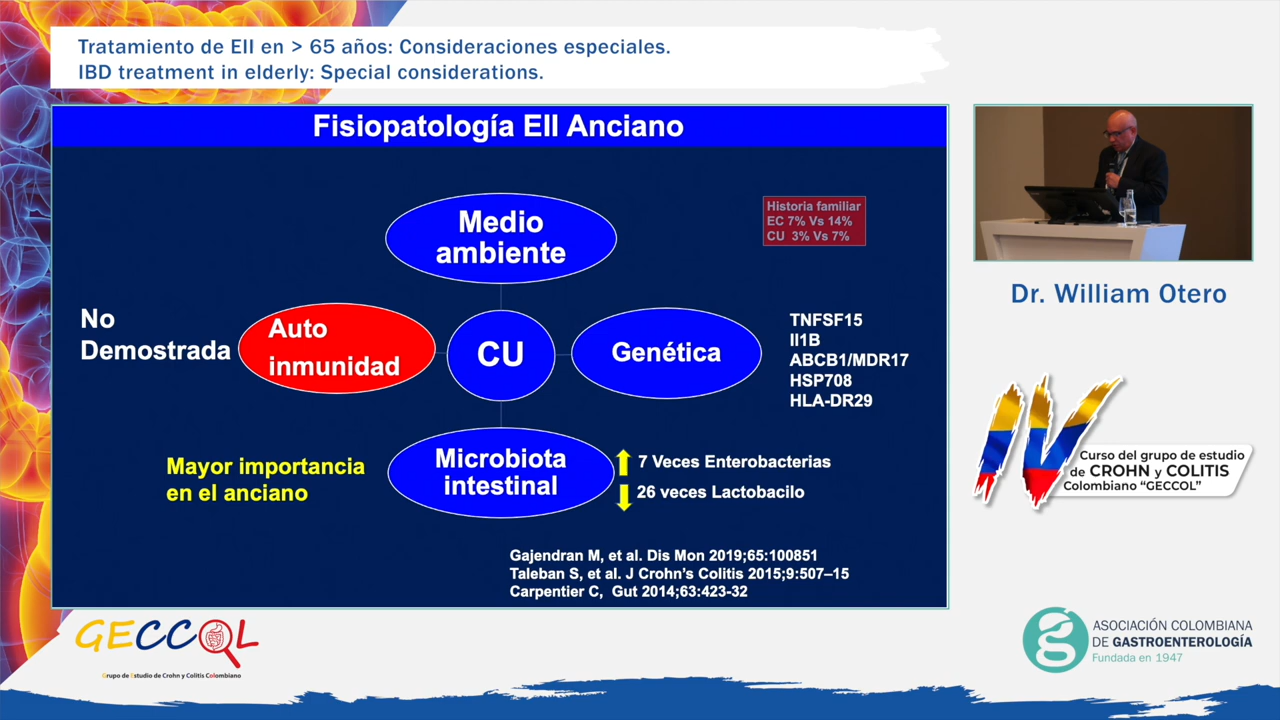 Tratamiento de EII en > 65 años: Consideraciones especiales.
IBD treatment in elderly: Special considerations.
Fisiopatología EII Anciano
Medio
ambiente
Historia familiar
EC 7% Vs 14%
CU 3% Vs 7%
No
Demostrada
Auto
inmunidad
CU
Genética
TNFSF15
Il1B
ABCB1/MDR17
HSP708
HLA-DR29
Mayor importancia
en el anciano
Microbiota
intestinal
7 Veces Enterobacterias
26 veces Lactobacilo
Gajendran M, et al. Dis Mon 2019;65:100851
Taleban S, et al. J Crohn's Colitis 2015;9:507–15
Carpentier C, Gut 2014;63:423-32
Dr. William Otero
IV
Curso del grupo de estudio
de CROHN y COLITIS
Colombiano “GECCOL”
GECCOL
Grupo de Estudio de Crohn y Colitis Colombiano
ASOCIACIÓN COLOMBIANA
DE GASTROENTEROLOGÍA
Fundada en 1947